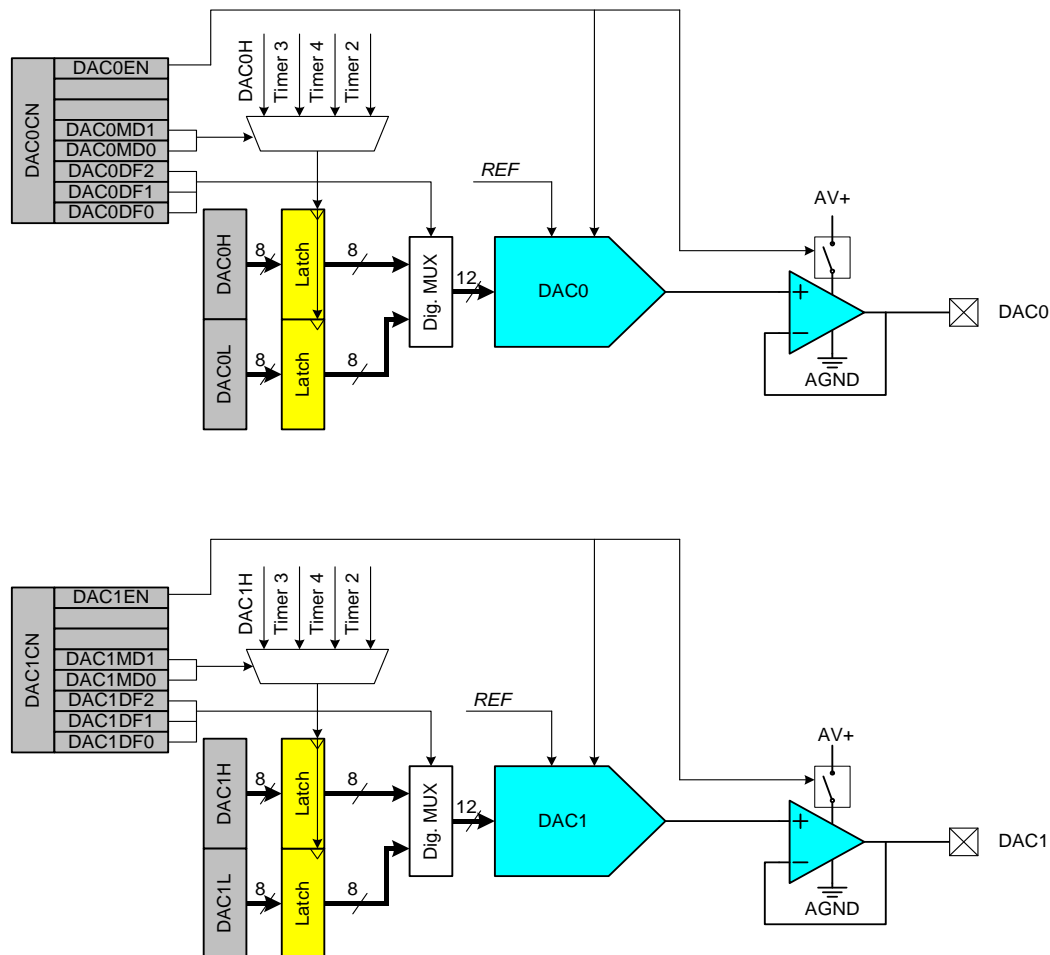 DAC0CN
DAC0EN
DAC0MD1
DAC0MD0
DAC0DF2
DAC0DF1
DAC0DF0
DAC0H
Timer 3
Timer 4
Timer 2
REF
AV+
DAC0H
8
Latch
8
Dig. MUX
12
DAC0
+
−
DAC0
DAC0L
8
Latch
8
AGND
DAC1CN
DAC1EN
DAC1MD1
DAC1MD0
DAC1DF2
DAC1DF1
DAC1DF0
DAC1H
Timer 3
Timer 4
Timer 2
REF
AV+
DAC1H
8
Latch
8
Dig. MUX
12
DAC1
+
−
DAC1
DAC1L
8
Latch
8
AGND